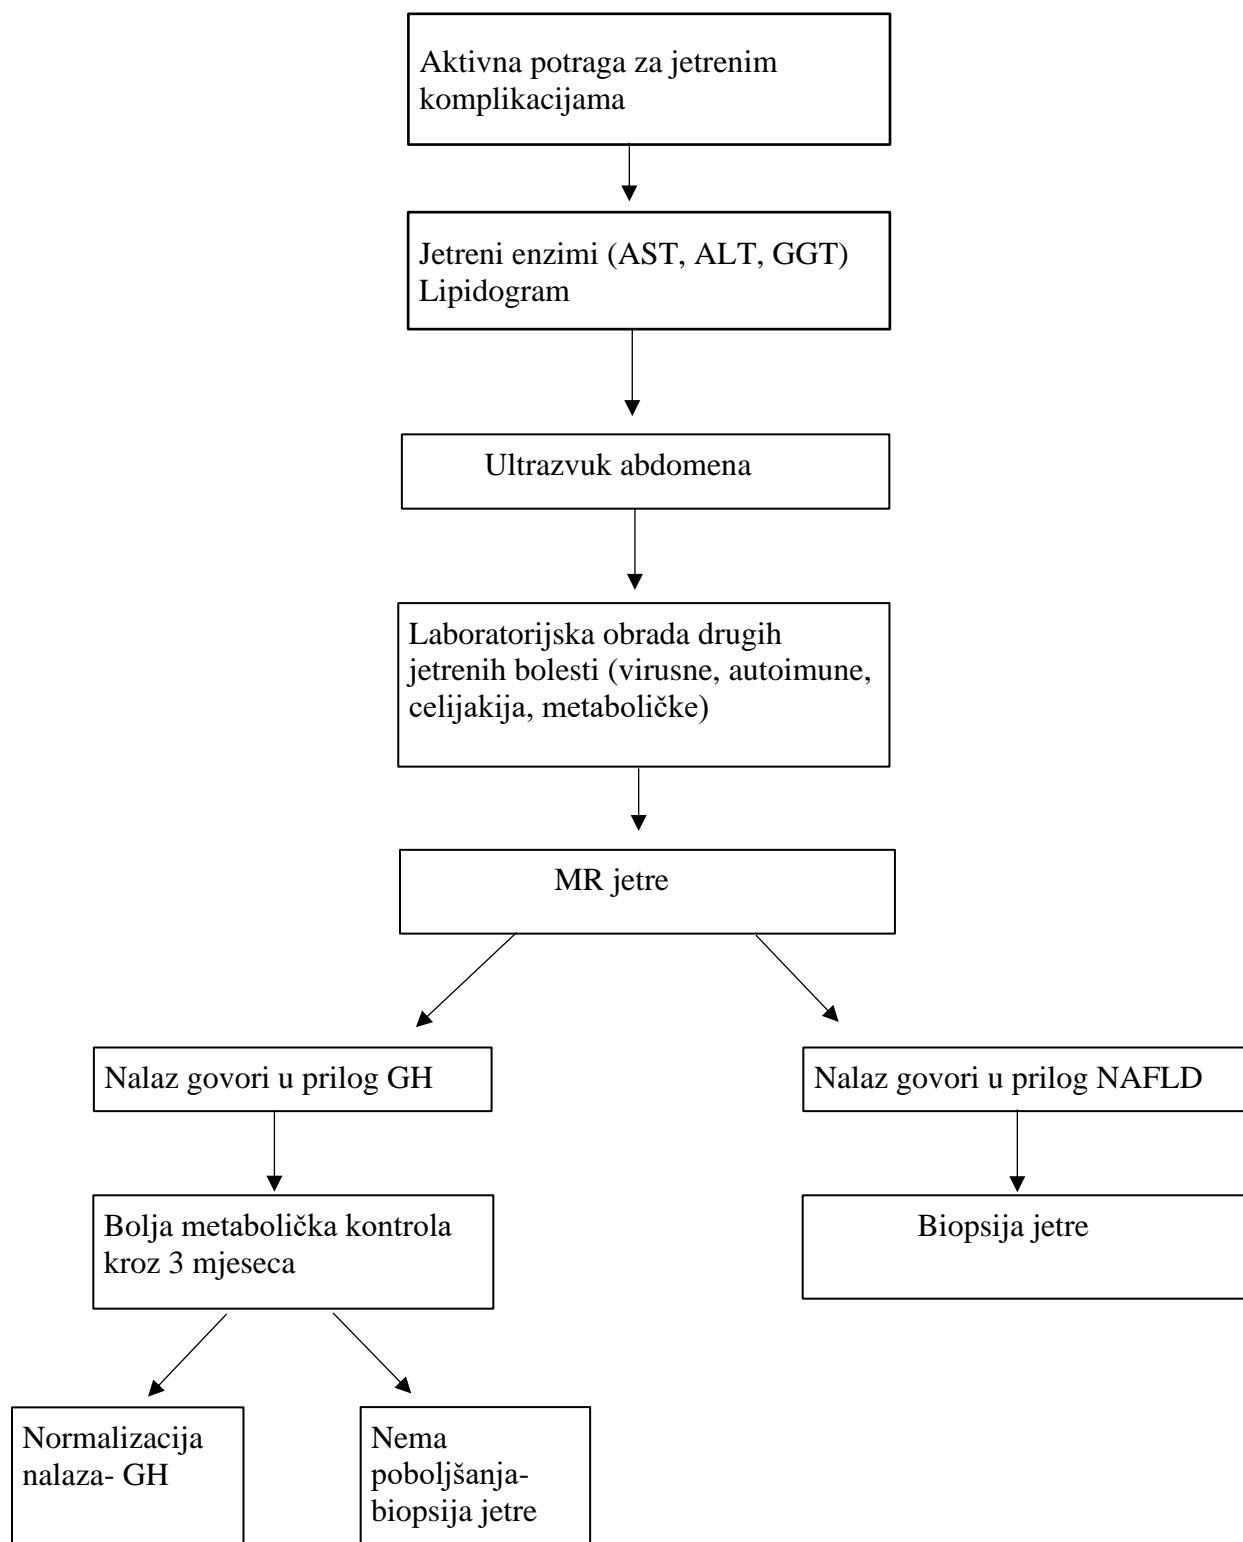 Aktivna potraga za jetrenim
komplikacijama
Jetreni enzimi (AST, ALT, GGT)
Lipidogram
Ultrazvuk abdomena
Laboratorijska obrada drugih
jetrenih bolesti (virusne, autoimune,
celijakija, metaboličke)
MR jetre
Nalaz govori u prilog GH
Nalaz govori u prilog NAFLD
Bolja metabolička kontrola
kroz 3 mjeseca
Biopsija jetre
Normalizacija
nalaza- GH
Nema
poboljšanja-
biopsija jetre